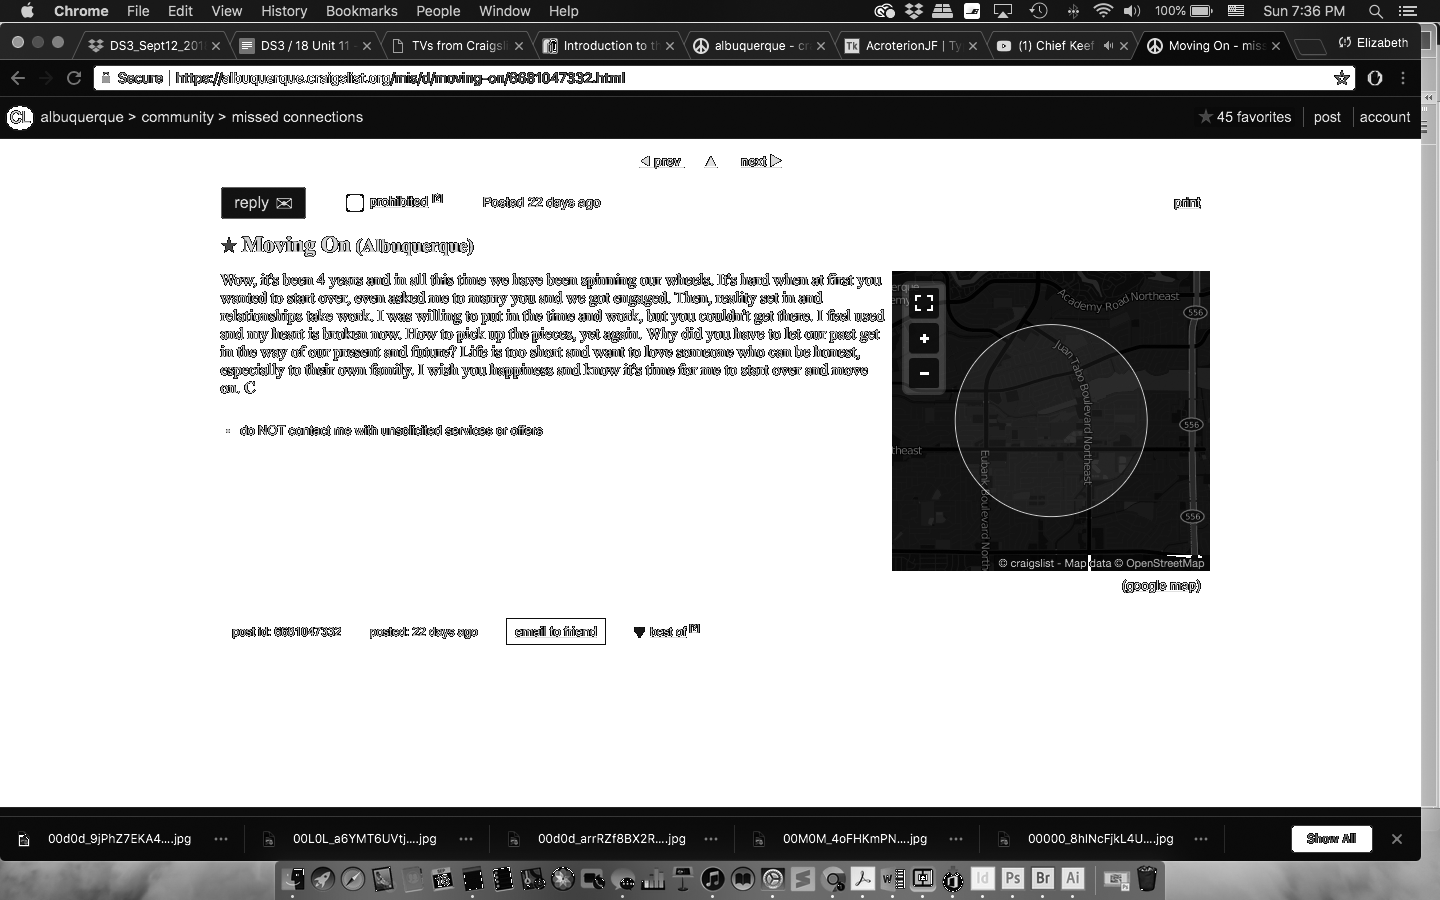 Chrome File Edit View History Bookmarks People Window Help 100% Sun 7:36 PM
DS3_Sept12_201 DS3 / 18 Unit 11 - TVs from Craigsli Introduction to th albuquerque - cr AcroterionJF | Ty (1) Chief Keef Moving On - miss Elizabeth
Secure https://albuquerque.craigslist.org/mis/d/moving-on/6681047332.html
CL albuquerque > community > missed connections 45 favorites post account
prev next
reply prohibited [?] Posted 22 days ago print
Moving On (Albuquerque)
Wow, it's been 4 years and in all this time we have been spinning our wheels. It's hard when at first you
wanted to start over, even asked me to marry you and we got engaged. Then, reality set in and
relationships take work. I was willing to put in the time and work, but you couldn't get there. I feel used
and my heart is broken now. How to pick up the pieces, yet again. Why did you have to let our past get
in the way of our present and future? Life is too short and want to love someone who can be honest,
especially to their own family. I wish you happiness and know it's time for me to start over and move
on. C
do NOT contact me with unsolicited services or offers
Academy Road Northeast
556
Juan Tabo Boulevard Northeast
+
−
556
theast
Eubank Boulevard North
556
© craigslist - Map data © OpenStreetMap
(google map)
post id: 6681047332 posted: 22 days ago email to friend best of [?]
00d0d_9jPhZ7EKA4....jpg 00L0L_a6YMT6UVtj....jpg 00d0d_arrRZf8BX2R....jpg 00M0M_4oFHKmPN....jpg 00000_8hlNcFjkL4U....jpg Show All
Id Ps Br Ai